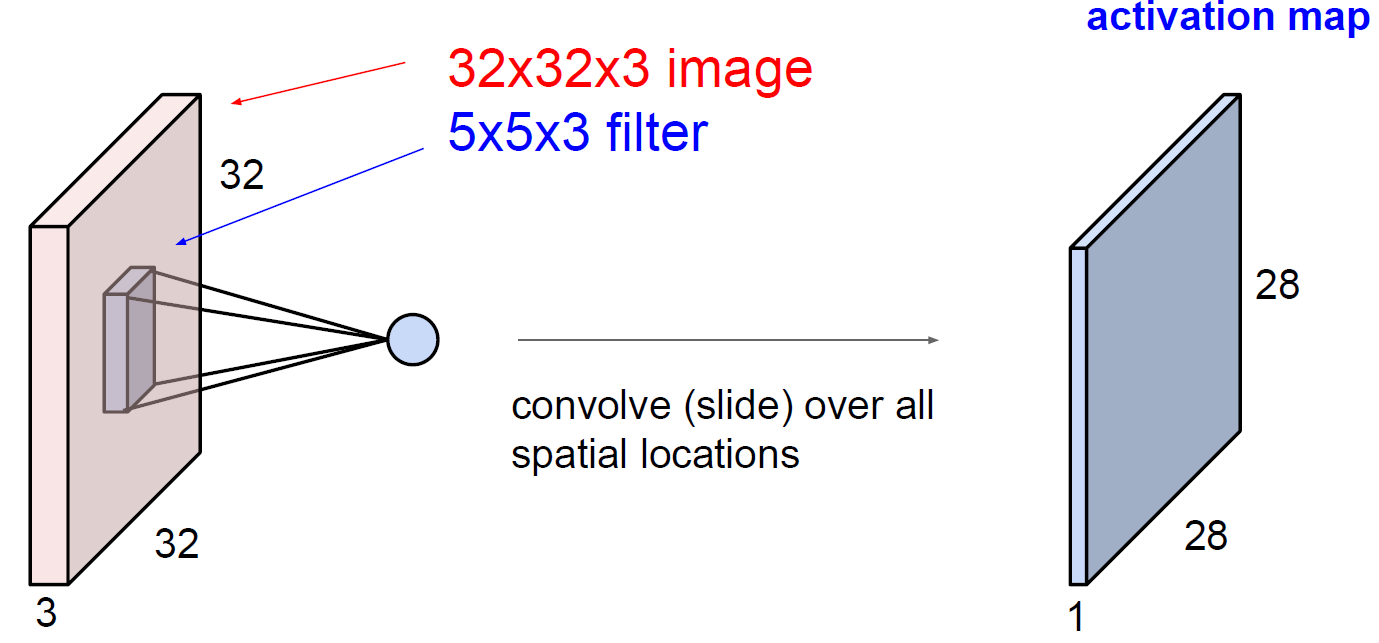 activation map
32x32x3 image
5x5x3 filter
32
28
convolve (slide) over all
spatial locations
32
28
3
1